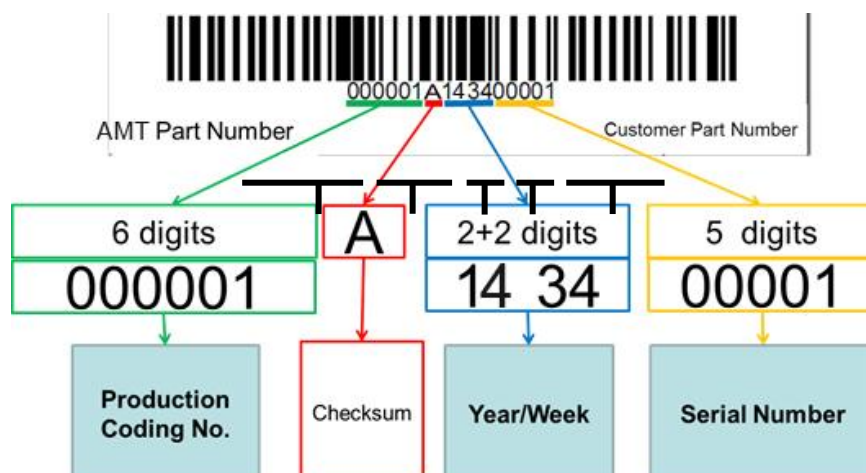 000001A143400001
AMT Part Number
Customer Part Number
6 digits
A
2+2 digits
5 digits
000001
14 34
00001
Production
Coding No.
Checksum
Year/Week
Serial Number